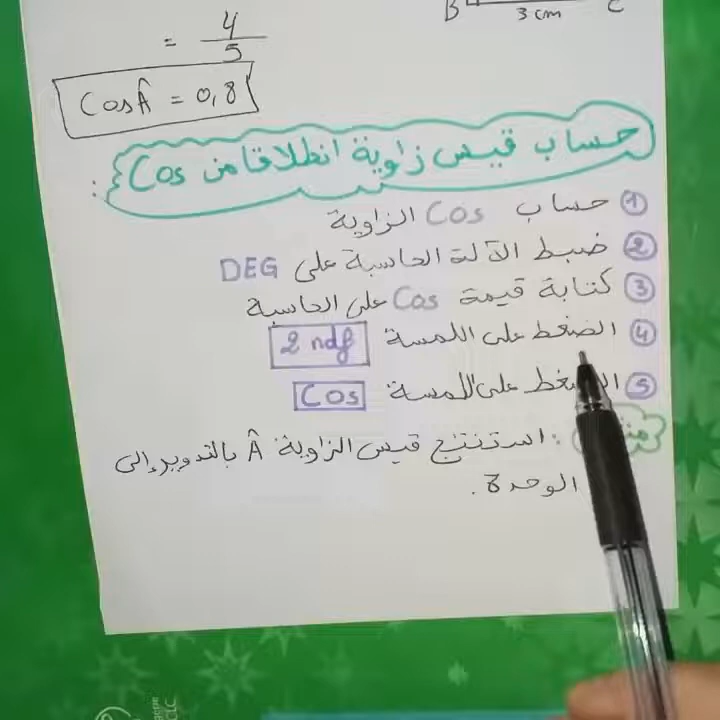 = 4/5
B 3 cm C
CosÂ = 0,8
حساب قيس زاوية انطلاقا من Cos :
① حساب Cos الزاوية
② ضبط الآلة الحاسبة على DEG
③ كتابة قيمة Cos على الحاسبة
④ الضغط على اللمسة 2 ndf
⑤ الضغط على اللمسة Cos
: استنتج قيس الزاوية Â بالتدوير إلى
الوحدة .